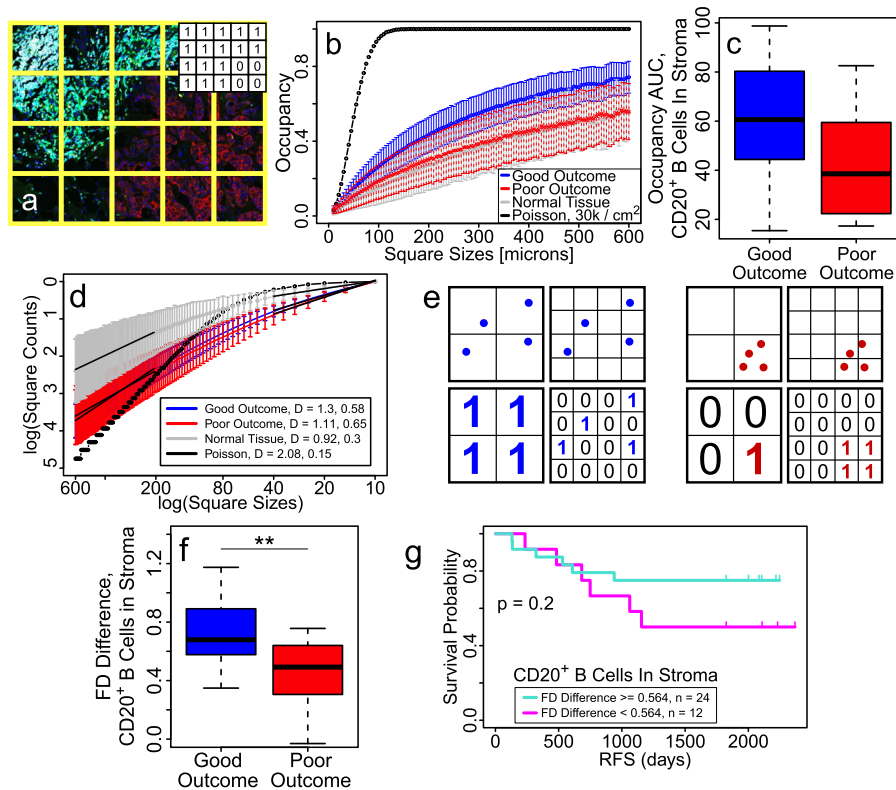 a
1 1 1 1 1
1 1 1 1 1
1 1 1 0 0
1 1 1 0 0
b
Occupancy
0.0
0.4
0.8
Good Outcome
Poor Outcome
Normal Tissue
Poisson, 30k / cm²
0 100 200 300 400 500 600
Square Sizes [microns]
c
Occupancy AUC,
CD20⁺ B Cells In Stroma
100
80
60
40
20
Good
Outcome
Poor
Outcome
d
log(Square Counts)
0
1
2
3
4
5
Good Outcome, D = 1.3, 0.58
Poor Outcome, D = 1.11, 0.65
Normal Tissue, D = 0.92, 0.3
Poisson, D = 2.08, 0.15
600 200 80 40 20 10
log(Square Sizes)
e
1 1
1 1
0 0 0 1
0 1 0 0
1 0 0 1
0 0 0 0
0 0
0 1
0 0 0 0
0 0 0 0
0 0 1 1
0 0 1 1
f
**
FD Difference,
CD20⁺ B Cells in Stroma
1.2
0.8
0.4
0.0
Good
Outcome
Poor
Outcome
g
Survival Probability
0.8
0.4
0.0
p = 0.2
CD20⁺ B Cells In Stroma
FD Difference >= 0.564, n = 24
FD Difference < 0.564, n = 12
0 500 1000 1500 2000
RFS (days)